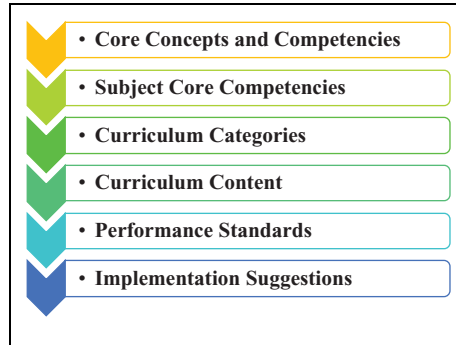 • Core Concepts and Competencies
• Subject Core Competencies
• Curriculum Categories
• Curriculum Content
• Performance Standards
• Implementation Suggestions